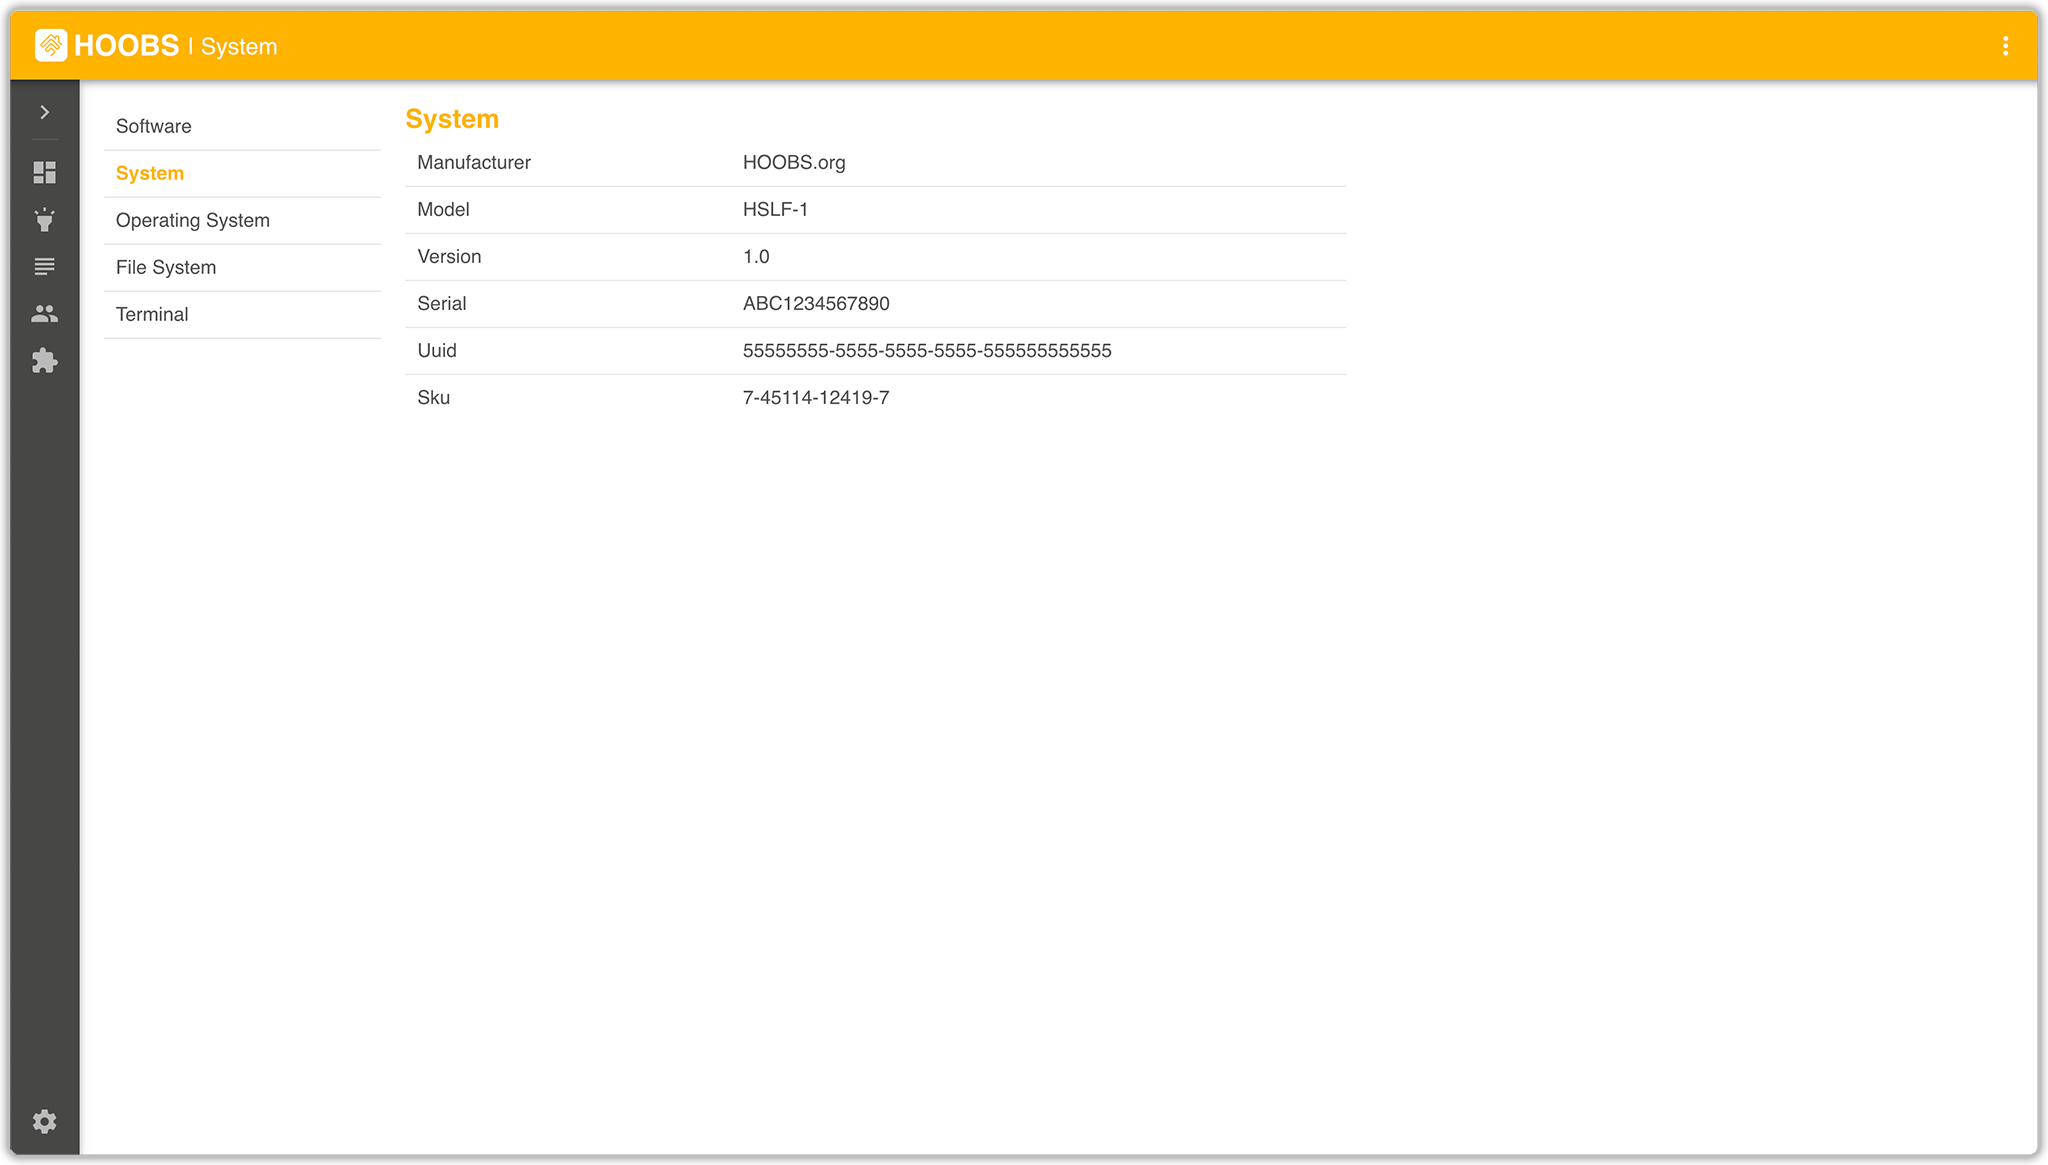 HOOBS | System
Software
System
Operating System
File System
Terminal
System
Manufacturer HOOBS.org
Model HSLF-1
Version 1.0
Serial ABC1234567890
Uuid 55555555-5555-5555-5555-555555555555
Sku 7-45114-12419-7